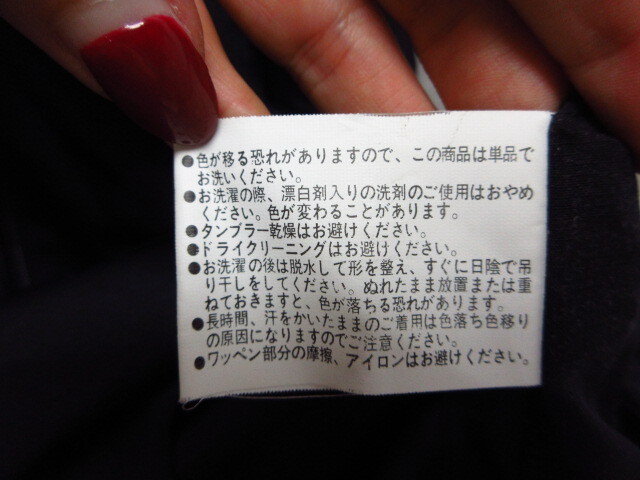 ●色が移る恐れがありますので、この商品は単品で
お洗いください。
●お洗濯の際、漂白剤入りの洗剤のご使用はおやめ
ください。色が変わることがあります。
●タンブラー乾燥はお避けください。
●ドライクリーニングはお避けください。
●お洗濯の後は脱水して形を整え、すぐに日陰で吊
り干しをしてください。ぬれたまま放置または重
ねておきますと、色が落ちる恐れがあります。
●長時間、汗をかいたままのご着用は色落ち色移り
の原因になりますのでご注意ください。
●ワッペン部分の摩擦、アイロンはお避けください。